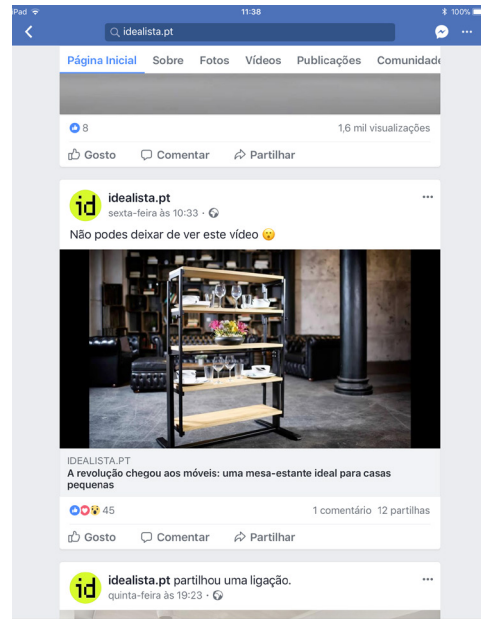 iPad 11:38 100%
idealista.pt
Página Inicial Sobre Fotos Vídeos Publicações Comunidade
8 1,6 mil visualizações
Gosto Comentar Partilhar
id idealista.pt
sexta-feira às 10:33 ·
Não podes deixar de ver este vídeo
IDEALISTA.PT
A revolução chegou aos móveis: uma mesa-estante ideal para casas
pequenas
45 1 comentário 12 partilhas
Gosto Comentar Partilhar
id idealista.pt partilhou uma ligação.
quinta-feira às 19:23 ·